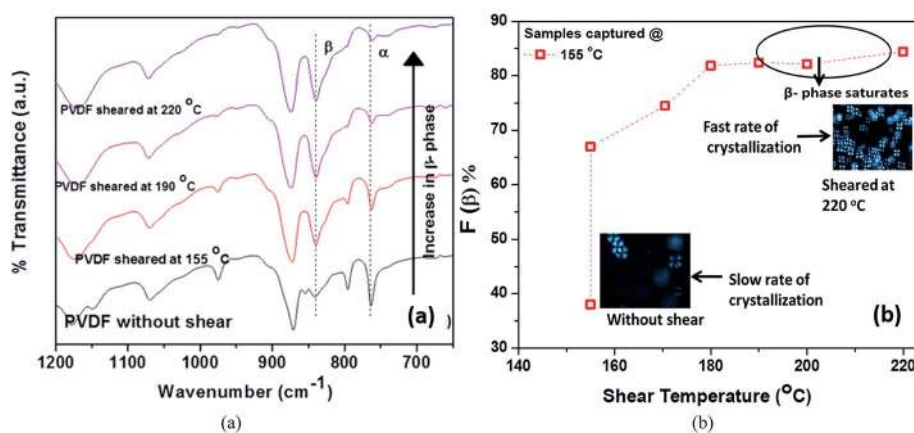 β
α
PVDF sheared at 220 °C
PVDF sheared at 190 °C
PVDF sheared at 155 °C
PVDF without shear
Increase in β- phase
(a)
)
% Transmittance (a.u.)
1200 1100 1000 900 800 700
Wavenumber (cm-1)
(a)
Samples captured @
155 °C
β- phase saturates
Fast rate of
crystallization
Sheared at
220 °C
Slow rate of
crystallization
Without shear
(b)
F (β) %
90
80
70
60
50
40
30
140 160 180 200 220
Shear Temperature (°C)
(b)